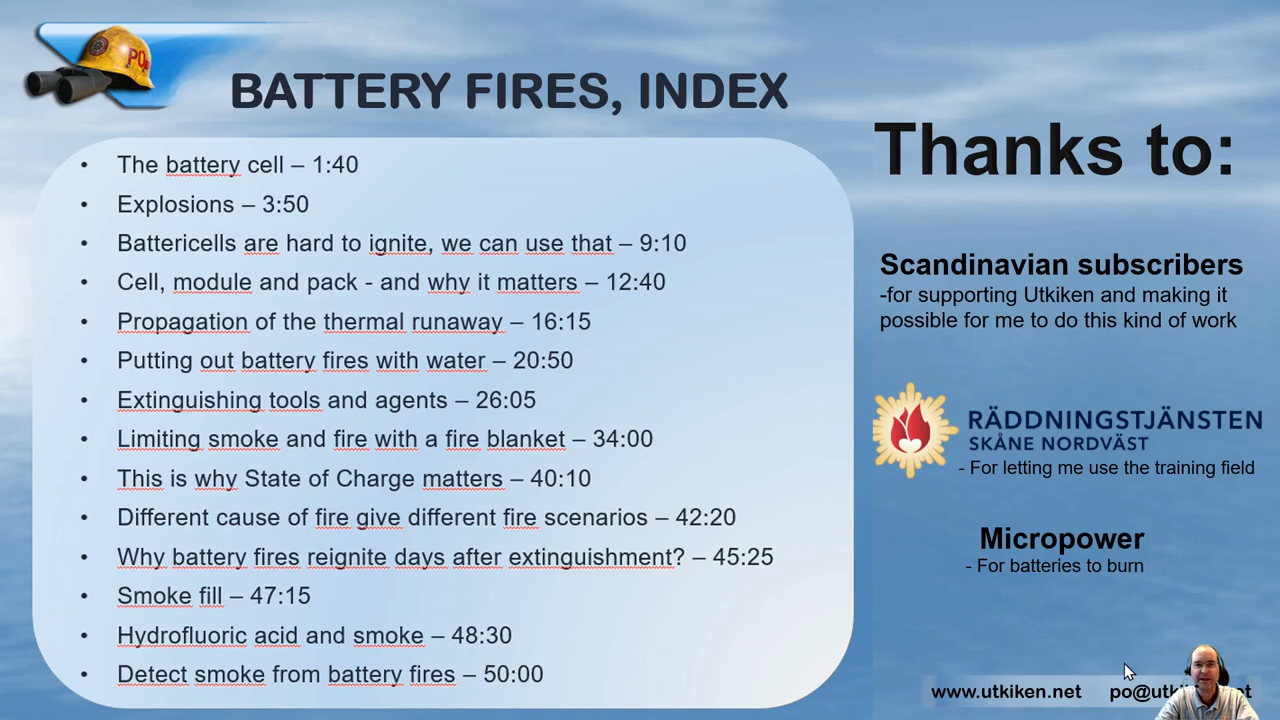 BATTERY FIRES, INDEX
• The battery cell – 1:40
• Explosions – 3:50
• Battericells are hard to ignite, we can use that – 9:10
• Cell, module and pack - and why it matters – 12:40
• Propagation of the thermal runaway – 16:15
• Putting out battery fires with water – 20:50
• Extinguishing tools and agents – 26:05
• Limiting smoke and fire with a fire blanket – 34:00
• This is why State of Charge matters – 40:10
• Different cause of fire give different fire scenarios – 42:20
• Why battery fires reignite days after extinguishment? – 45:25
• Smoke fill – 47:15
• Hydrofluoric acid and smoke – 48:30
• Detect smoke from battery fires – 50:00
Thanks to:
Scandinavian subscribers
-for supporting Utkiken and making it
possible for me to do this kind of work
RÄDDNINGSTJÄNSTEN
SKÅNE NORDVÄST
- For letting me use the training field
Micropower
- For batteries to burn
www.utkiken.net